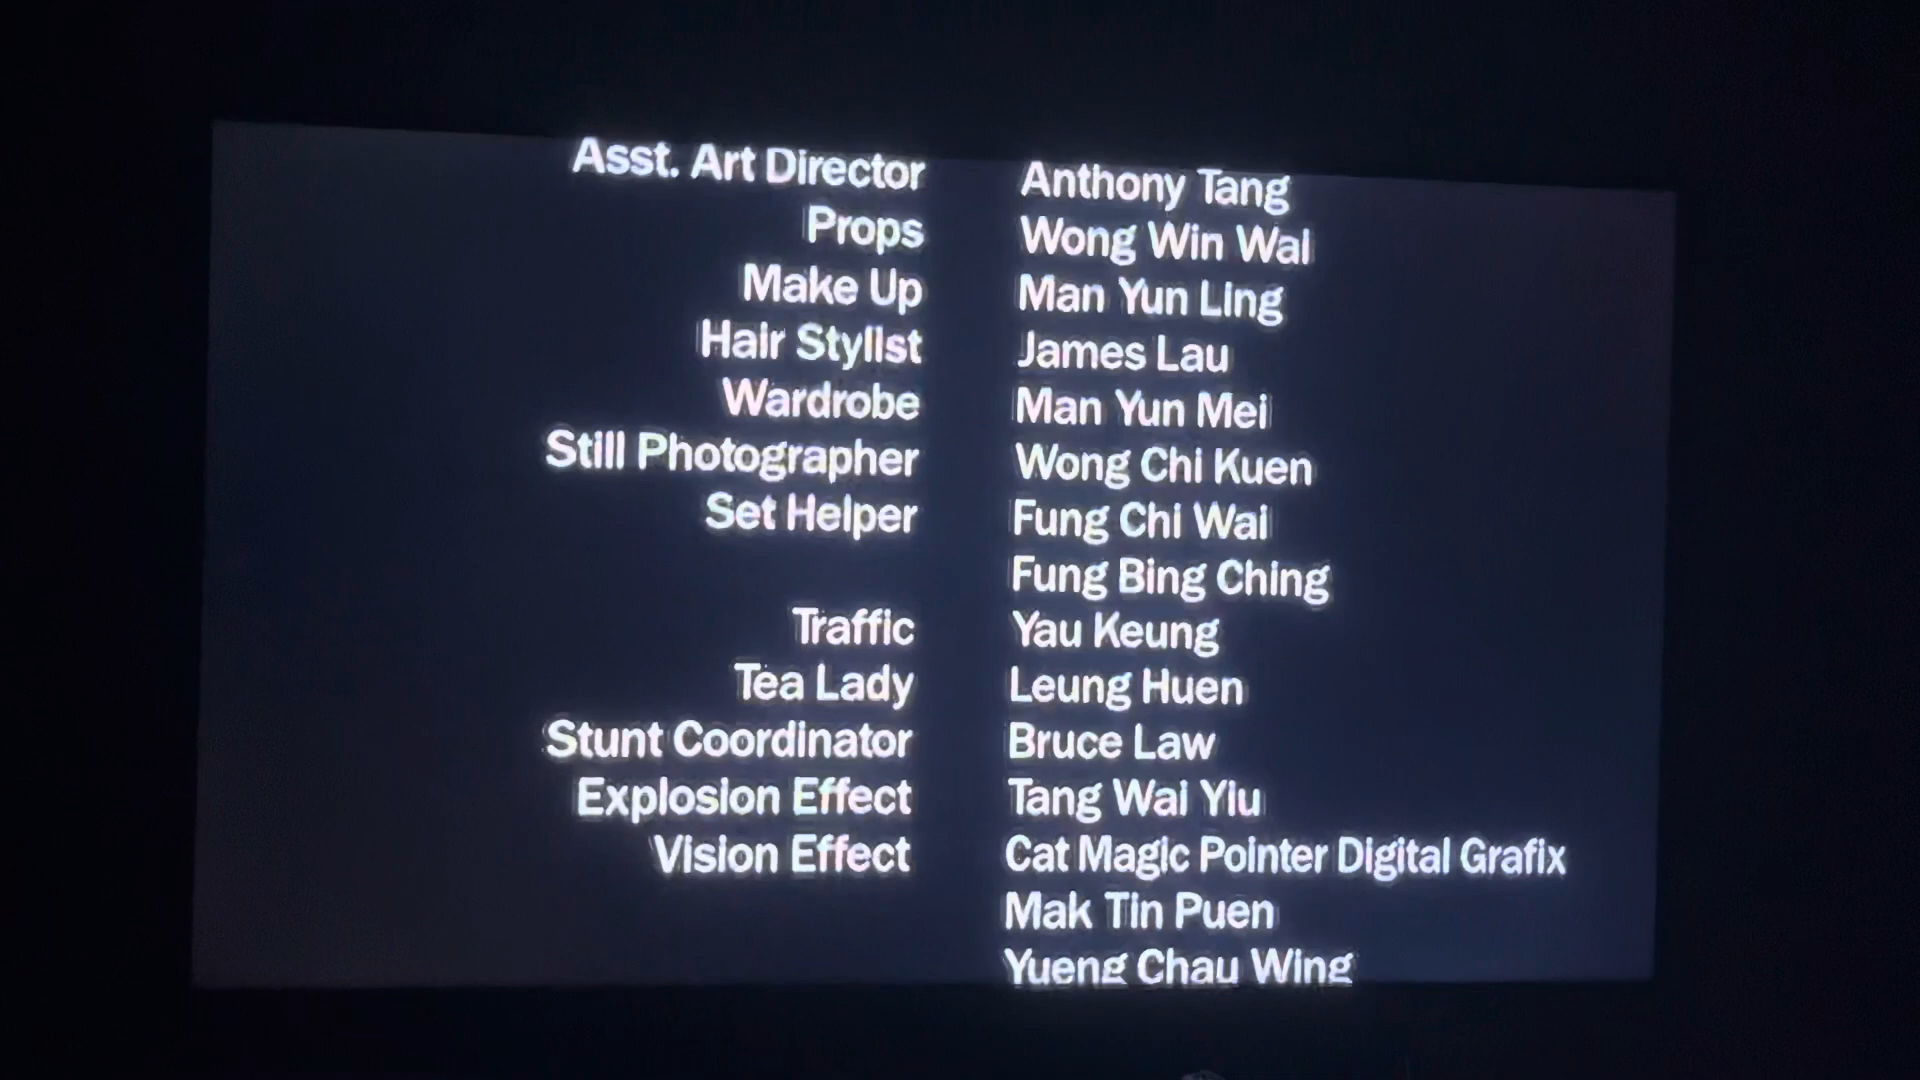 Asst. Art Director Anthony Tang
Props Wong Win Wai
Make Up Man Yun Ling
Hair Stylist James Lau
Wardrobe Man Yun Mei
Still Photographer Wong Chi Kuen
Set Helper Fung Chi Wai
Fung Bing Ching
Traffic Yau Keung
Tea Lady Leung Huen
Stunt Coordinator Bruce Law
Explosion Effect Tang Wai Yiu
Vision Effect Cat Magic Pointer Digital Grafix
Mak Tin Puen
Yueng Chau Wing